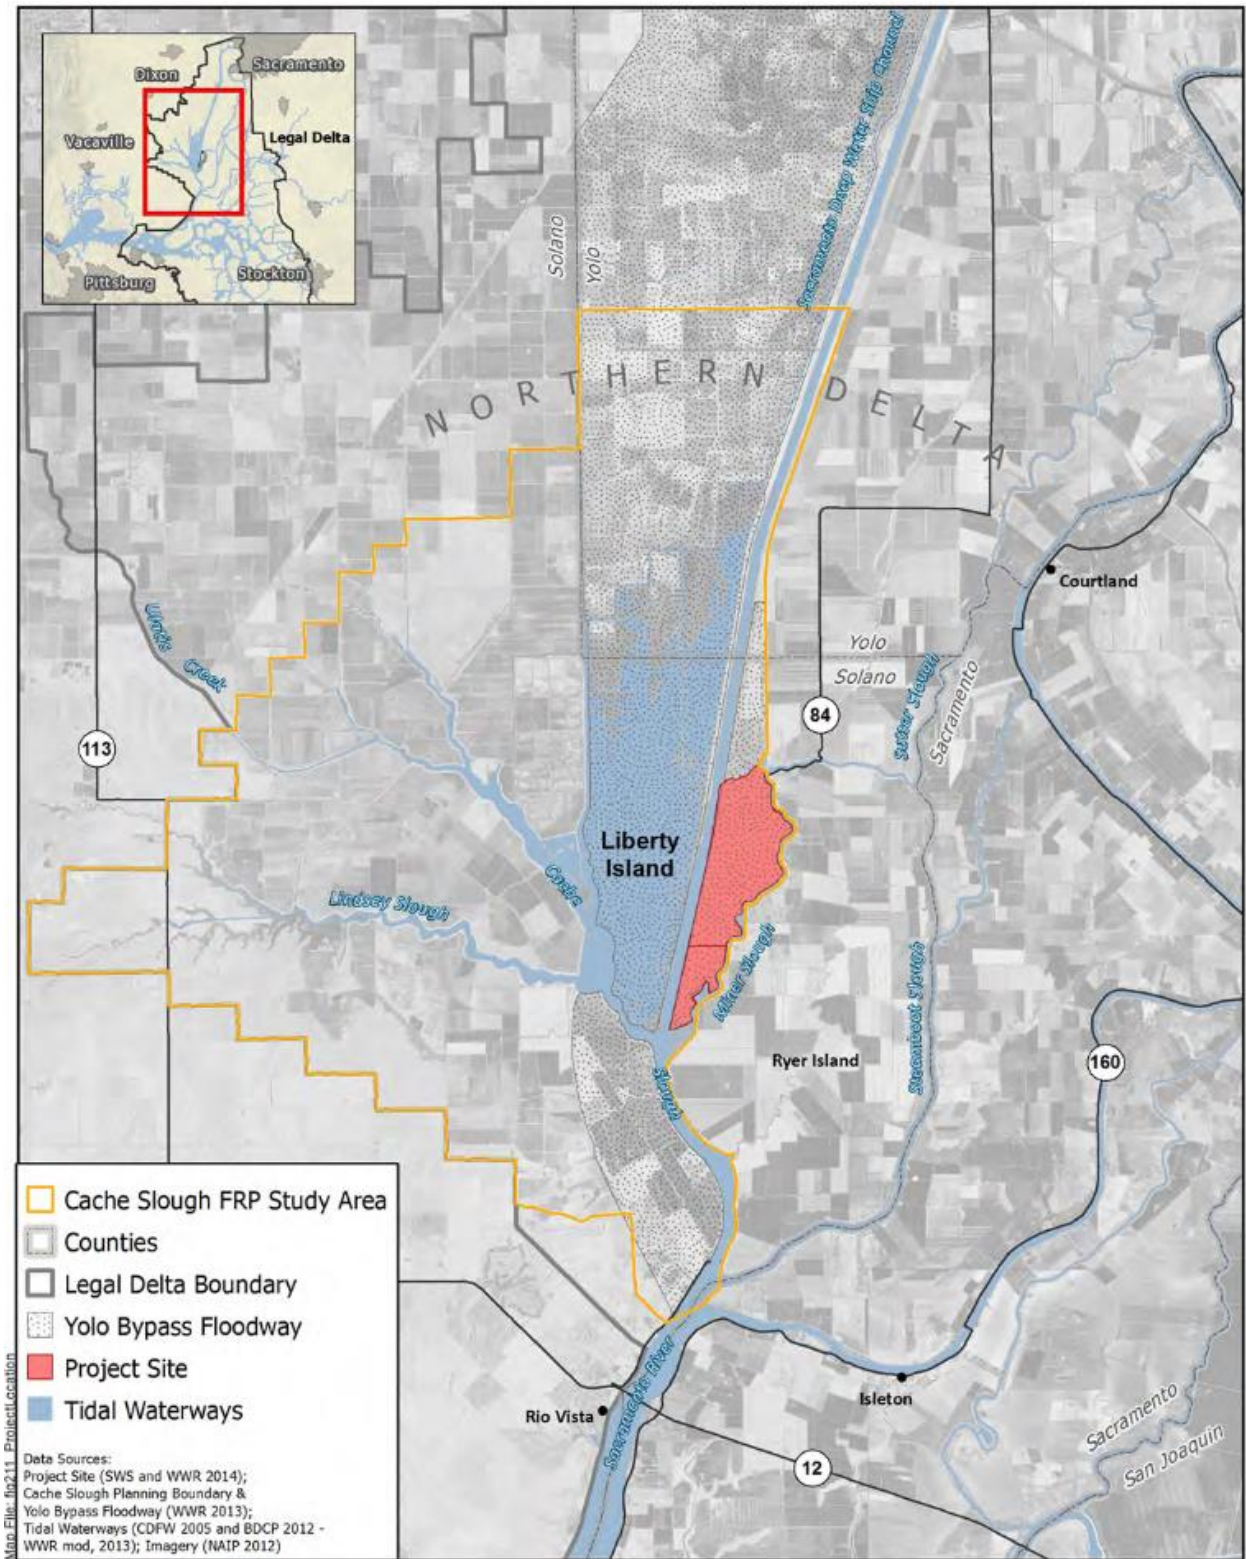 Dixon
Sacramento
Vacaville
Legal Delta
Pittsburg
Stockton
Sacramento Deep Water Ship Channel
Solano
Yolo
NORTHERN DELTA
Courtland
Ulatis Creek
Yolo
Solano
Sutter Slough
Sacramento
84
113
Liberty
Island
Cache
Lindsey Slough
Miner Slough
Steamboat Slough
Ryer Island
160
Slough
Cache Slough FRP Study Area
Counties
Legal Delta Boundary
Yolo Bypass Floodway
Project Site
Tidal Waterways
Data Sources:
Project Site (SWS and WWR 2014);
Cache Slough Planning Boundary &
Yolo Bypass Floodway (WWR 2013);
Tidal Waterways (CDFW 2005 and BDCP 2012 -
WWR mod, 2013); Imagery (NAIP 2012)
Map File: fig211_ProjectLocation
Sacramento River
Rio Vista
Isleton
12
Sacramento
San Joaquin